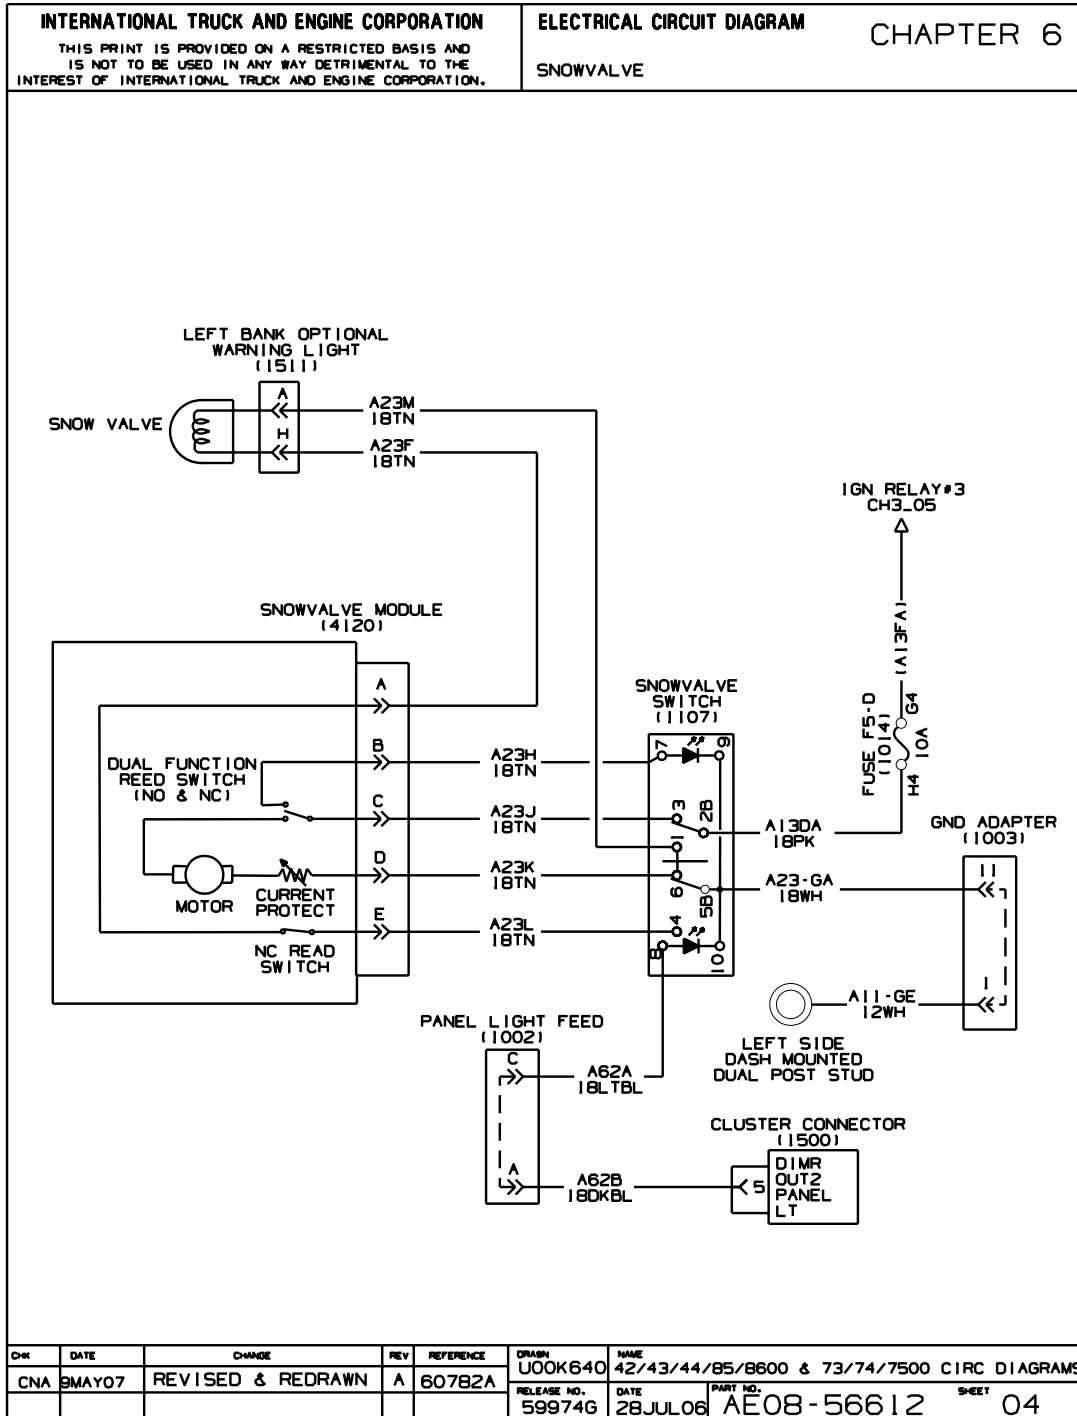 INTERNATIONAL TRUCK AND ENGINE CORPORATION
THIS PRINT IS PROVIDED ON A RESTRICTED BASIS AND
IS NOT TO BE USED IN ANY WAY DETRIMENTAL TO THE
INTEREST OF INTERNATIONAL TRUCK AND ENGINE CORPORATION.
ELECTRICAL CIRCUIT DIAGRAM
SNOWVALVE
CHAPTER 6
LEFT BANK OPTIONAL
WARNING LIGHT
(1511)
SNOW VALVE
A
H
A23M
18TN
A23F
18TN
IGN RELAY#3
CH3_05
(A13FA)
FUSE F5-D
(1014)
G4
10A
H4
SNOWVALVE MODULE
(4120)
A
B
C
D
E
DUAL FUNCTION
REED SWITCH
(NO & NC)
MOTOR
CURRENT
PROTECT
NC READ
SWITCH
A23H
18TN
A23J
18TN
A23K
18TN
A23L
18TN
SNOWVALVE
SWITCH
(1107)
7
9
3
2B
1
6
5B
4
8
10
A13DA
18PK
A23-GA
18WH
GND ADAPTER
(1003)
11
1
A11-GE
12WH
LEFT SIDE
DASH MOUNTED
DUAL POST STUD
PANEL LIGHT FEED
(1002)
C
A
A62A
18LTBL
A62B
18DKBL
CLUSTER CONNECTOR
(1500)
5
DIMR
OUT2
PANEL
LT
CHK DATE CHANGE REV REFERENCE
CNA 9MAY07 REVISED & REDRAWN A 60782A
DRAWN
U00K640
NAME
42/43/44/85/8600 & 73/74/7500 CIRC DIAGRAMS
RELEASE NO.
59974G
DATE
28JUL06
PART NO.
AE08-56612
SHEET
04